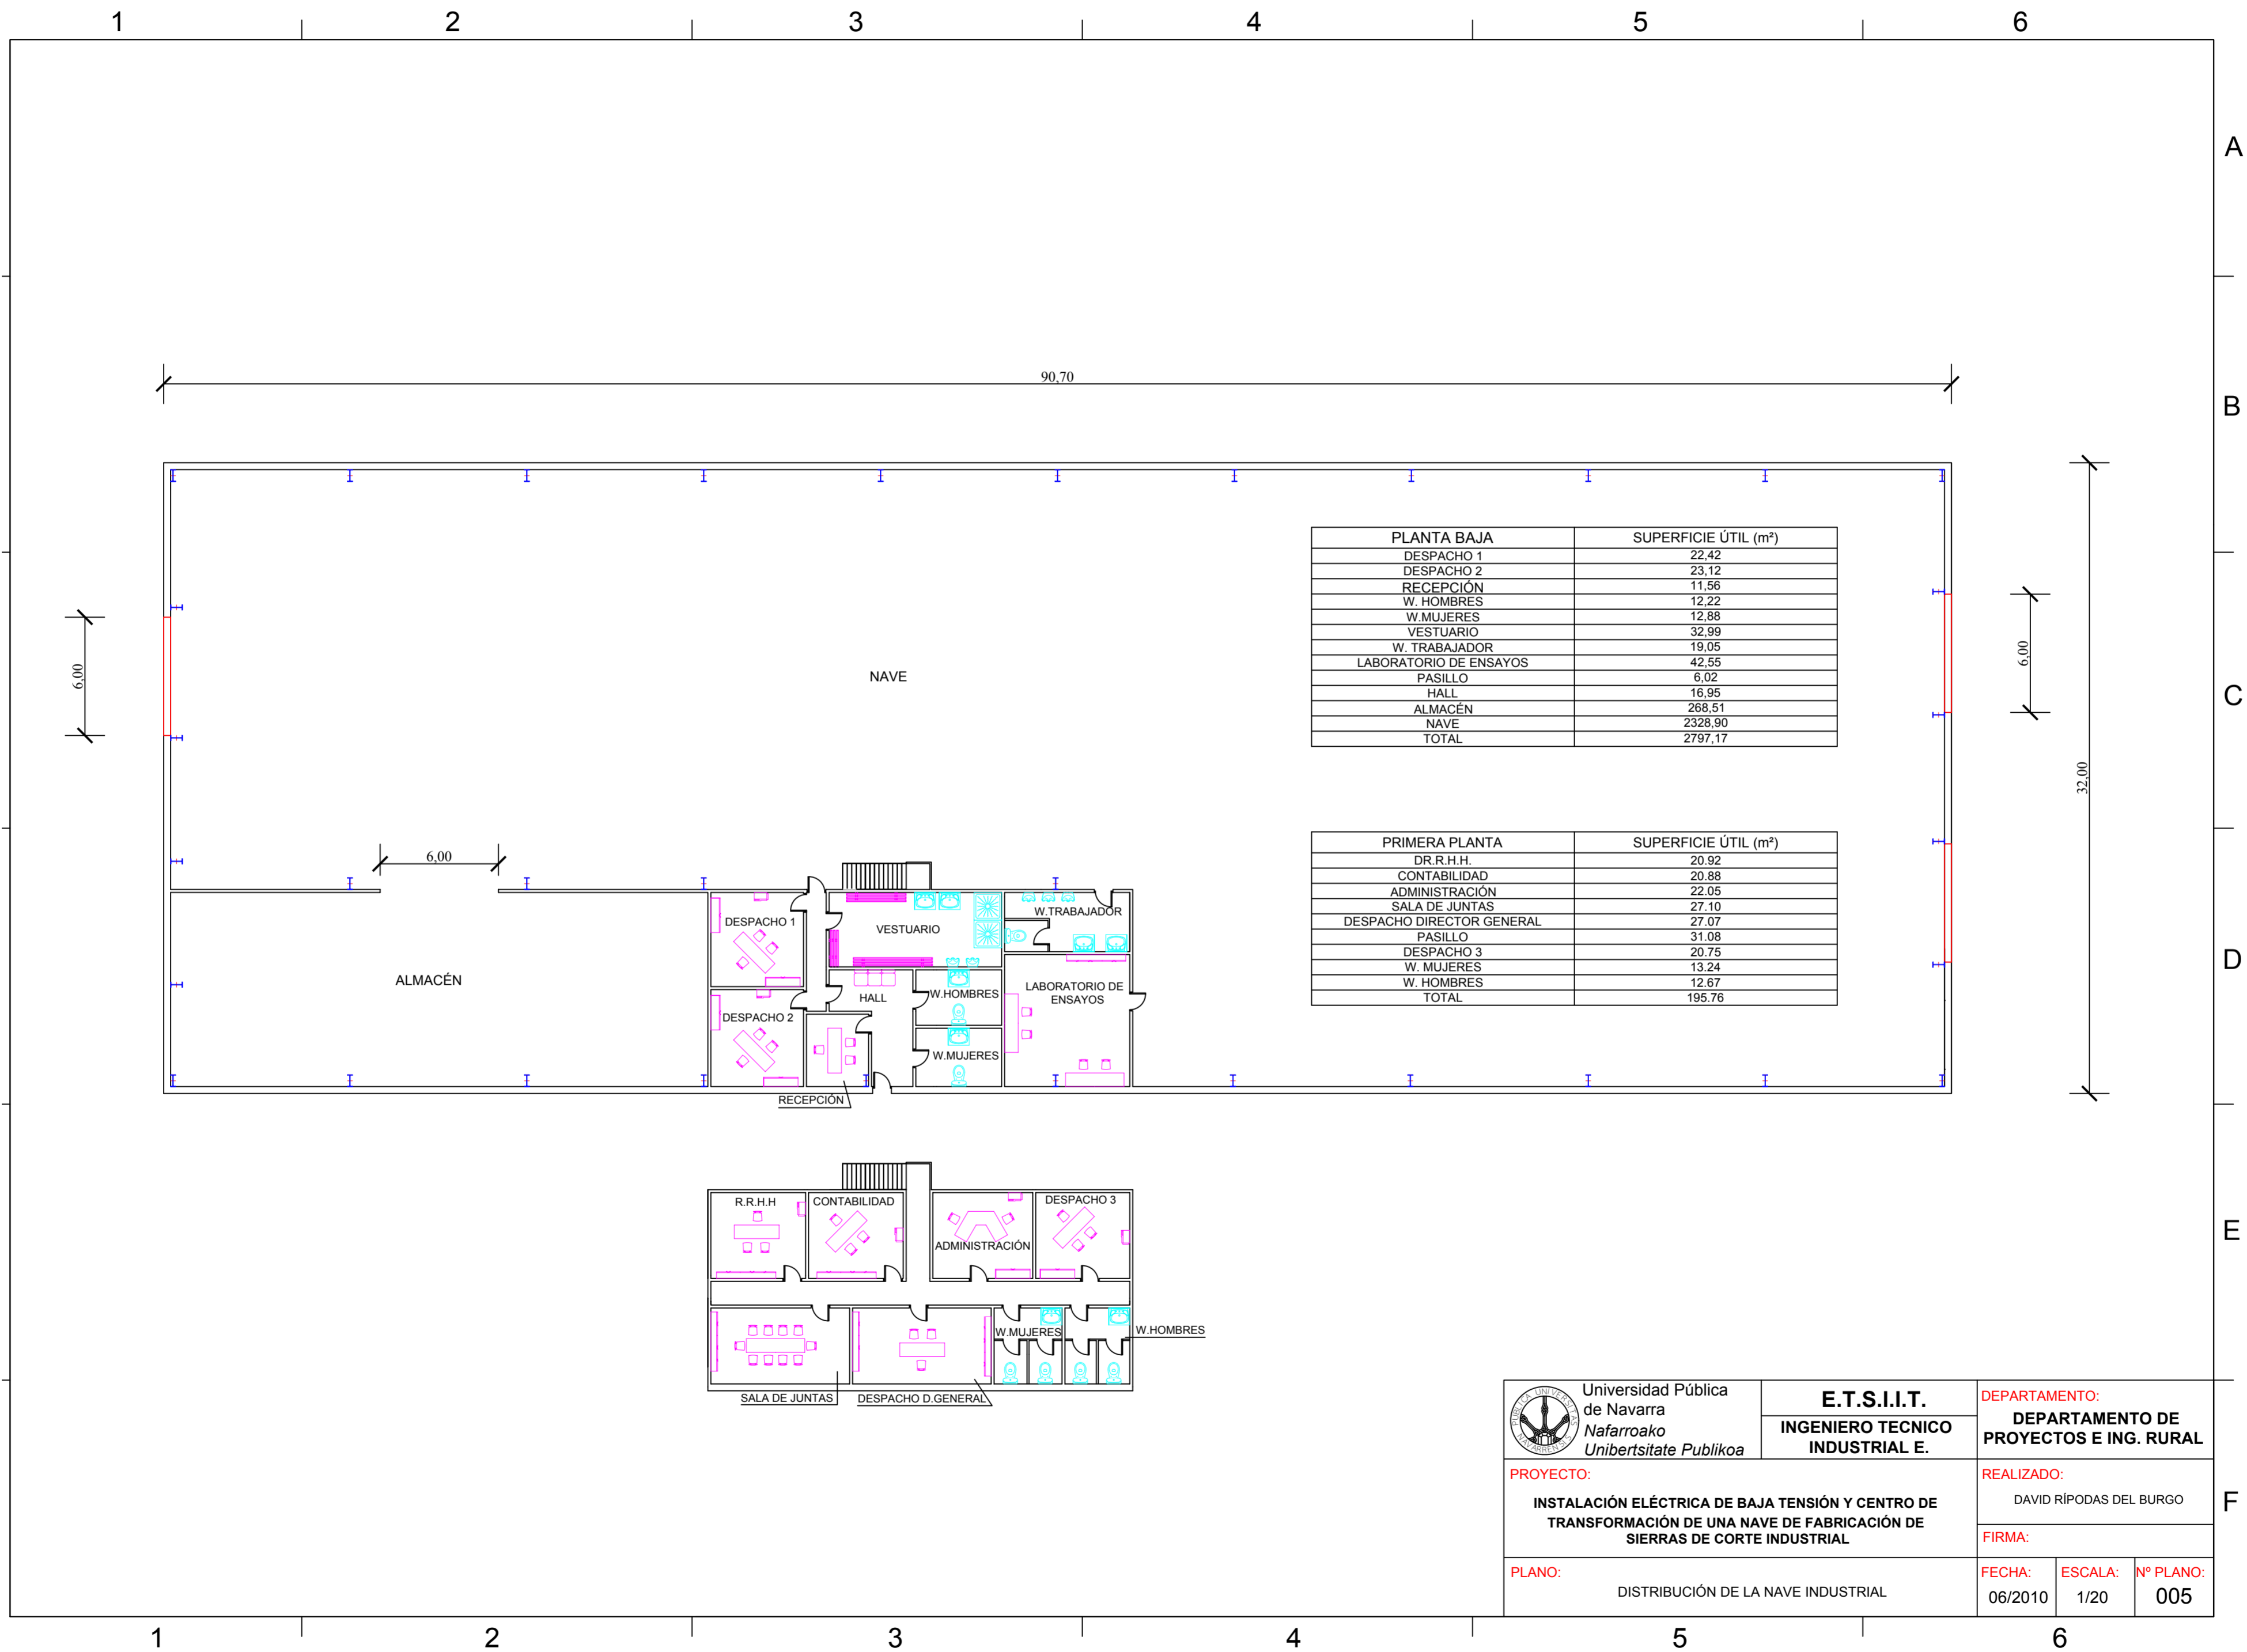 1 2 3 4 5 6
A
B
C
D
E
F
90,70
6,00
6,00
32,00
6,00
NAVE
PLANTA BAJA SUPERFICIE ÚTIL (m²)
DESPACHO 1 22,42
DESPACHO 2 23,12
RECEPCIÓN 11,56
W. HOMBRES 12,22
W.MUJERES 12,88
VESTUARIO 32,99
W. TRABAJADOR 19,05
LABORATORIO DE ENSAYOS 42,55
PASILLO 6,02
HALL 16,95
ALMACÉN 268,51
NAVE 2328,90
TOTAL 2797,17
PRIMERA PLANTA SUPERFICIE ÚTIL (m²)
DR.R.H.H. 20.92
CONTABILIDAD 20.88
ADMINISTRACIÓN 22.05
SALA DE JUNTAS 27.10
DESPACHO DIRECTOR GENERAL 27.07
PASILLO 31.08
DESPACHO 3 20.75
W. MUJERES 13.24
W. HOMBRES 12.67
TOTAL 195.76
ALMACÉN
DESPACHO 1
VESTUARIO
W.TRABAJADOR
DESPACHO 2
HALL
W.HOMBRES
LABORATORIO DE
ENSAYOS
W.MUJERES
RECEPCIÓN
R.R.H.H
CONTABILIDAD
ADMINISTRACIÓN
DESPACHO 3
W.MUJERES
W.HOMBRES
SALA DE JUNTAS
DESPACHO D.GENERAL
PUBLICA UNIVERSITAS NAVARRENSIS
Universidad Pública
de Navarra
Nafarroako
Unibertsitate Publikoa
E.T.S.I.I.T.
INGENIERO TECNICO
INDUSTRIAL E.
DEPARTAMENTO:
DEPARTAMENTO DE
PROYECTOS E ING. RURAL
PROYECTO:
INSTALACIÓN ELÉCTRICA DE BAJA TENSIÓN Y CENTRO DE
TRANSFORMACIÓN DE UNA NAVE DE FABRICACIÓN DE
SIERRAS DE CORTE INDUSTRIAL
REALIZADO:
DAVID RÍPODAS DEL BURGO
FIRMA:
PLANO:
DISTRIBUCIÓN DE LA NAVE INDUSTRIAL
FECHA:
06/2010
ESCALA:
1/20
Nº PLANO:
005
1 2 3 4 5 6